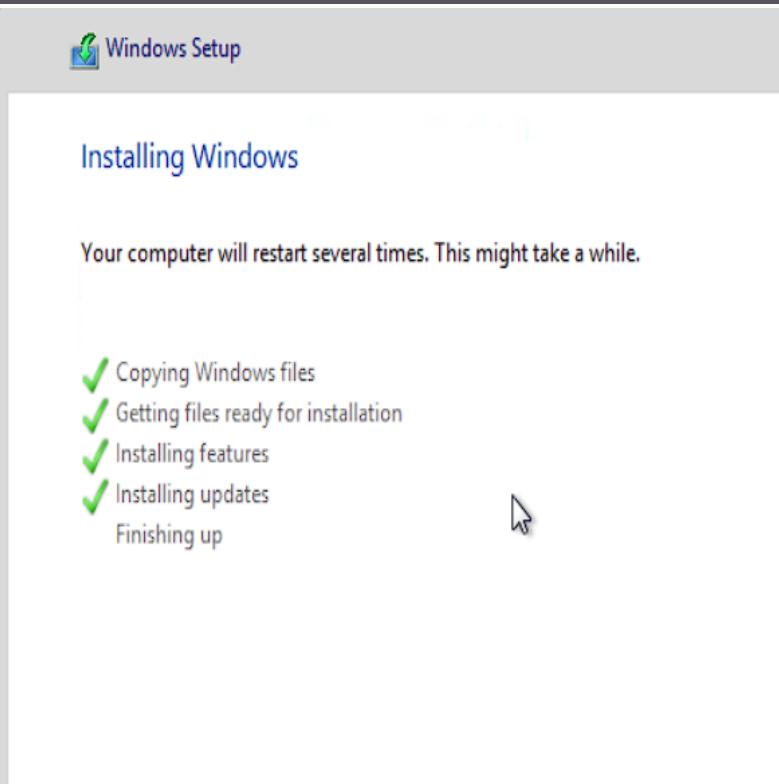 Windows Setup
Installing Windows
Your computer will restart several times. This might take a while.
Copying Windows files
Getting files ready for installation
Installing features
Installing updates
Finishing up